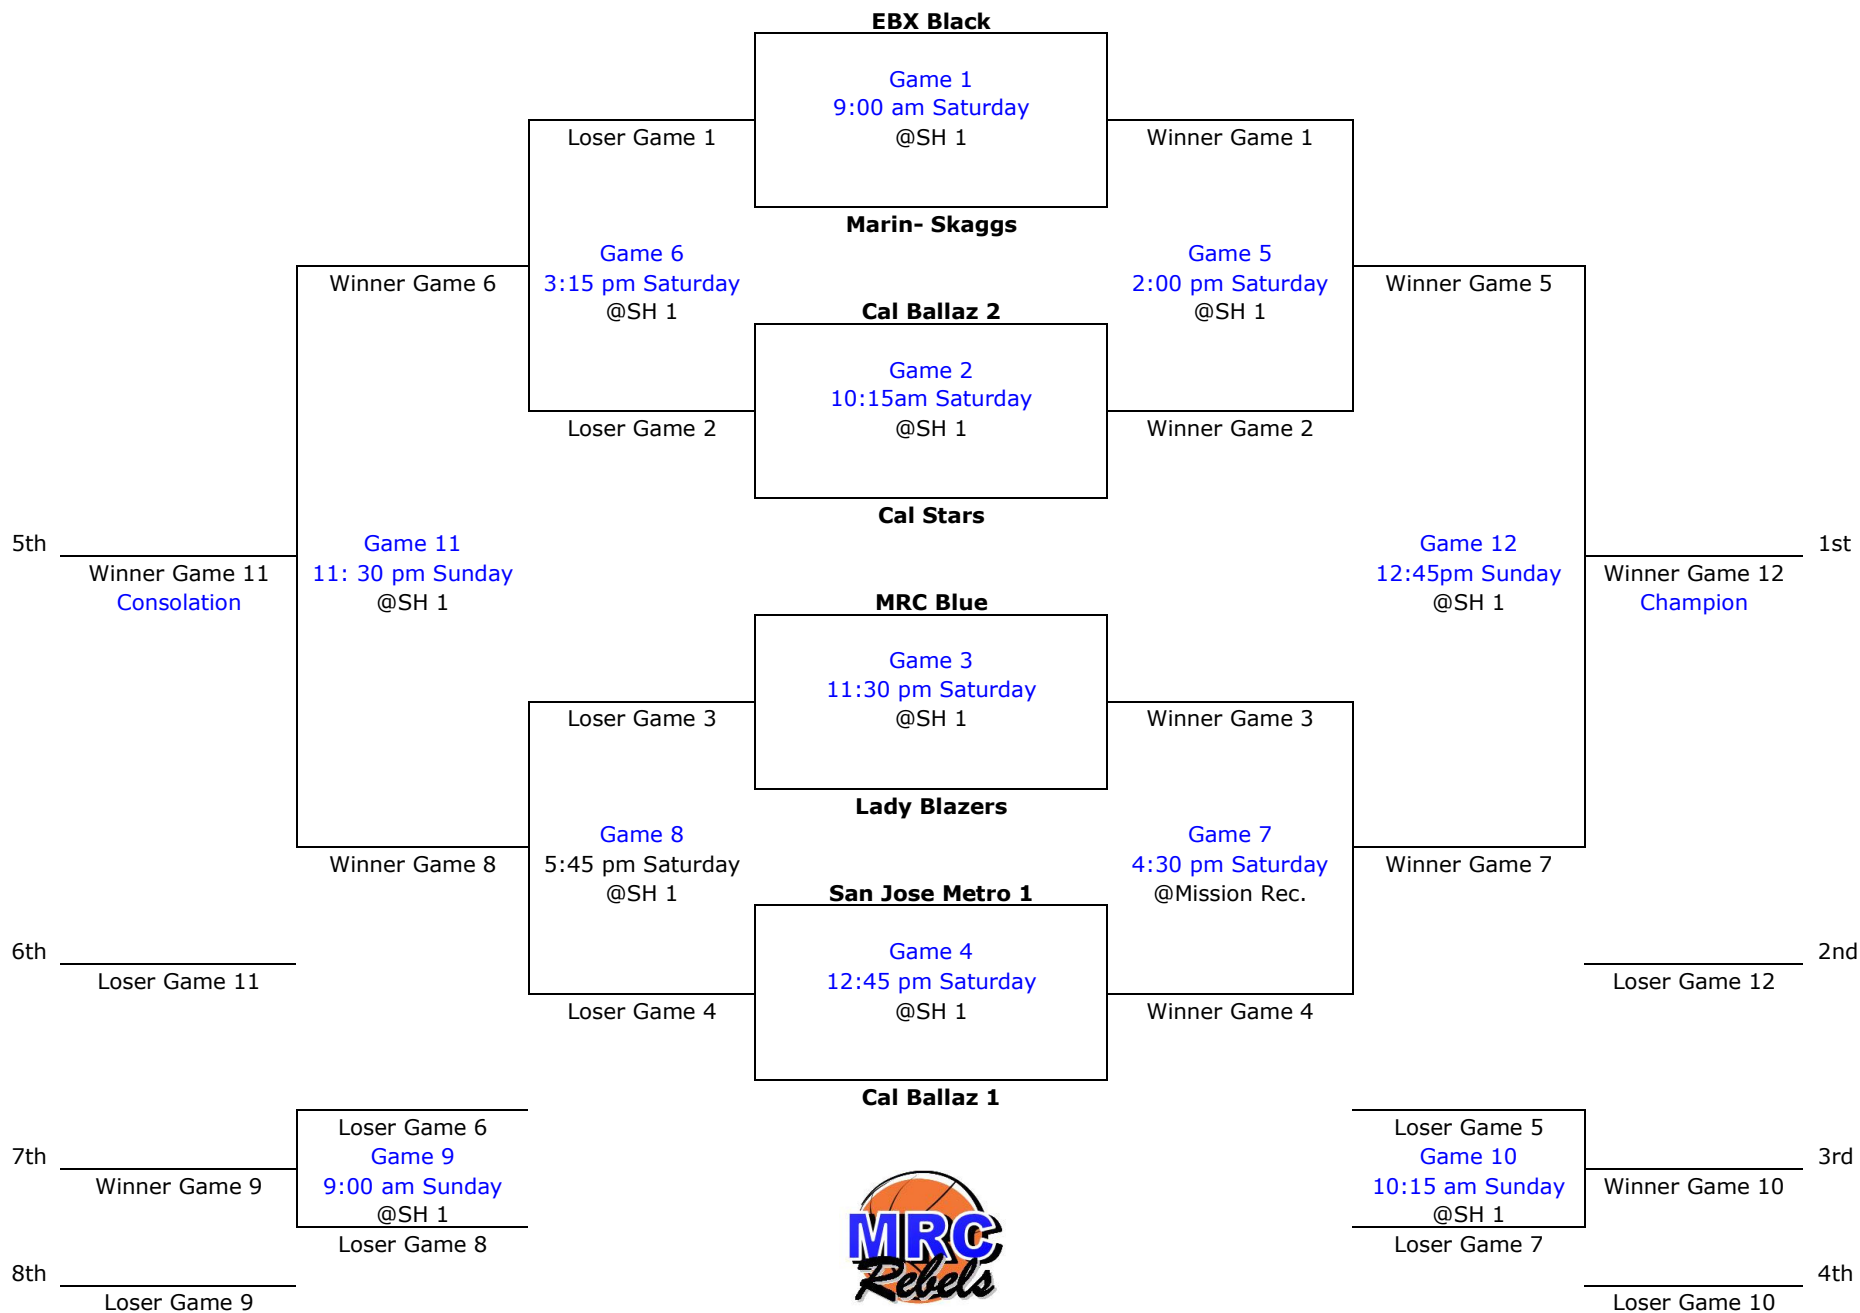 EBX Black
Game 1
9:00 am Saturday
@SH 1
Loser Game 1
Winner Game 1
Marin- Skaggs
Game 6
3:15 pm Saturday
@SH 1
Game 5
2:00 pm Saturday
@SH 1
Winner Game 6
Winner Game 5
Cal Ballaz 2
Game 2
10:15am Saturday
@SH 1
Loser Game 2
Winner Game 2
Cal Stars
5th
Winner Game 11
Consolation
Game 11
11: 30 pm Sunday
@SH 1
Game 12
12:45pm Sunday
@SH 1
1st
Winner Game 12
Champion
MRC Blue
Game 3
11:30 pm Saturday
@SH 1
Loser Game 3
Winner Game 3
Lady Blazers
Game 8
5:45 pm Saturday
@SH 1
Game 7
4:30 pm Saturday
@Mission Rec.
Winner Game 8
Winner Game 7
San Jose Metro 1
Game 4
12:45 pm Saturday
@SH 1
6th
Loser Game 11
2nd
Loser Game 12
Loser Game 4
Winner Game 4
Cal Ballaz 1
Loser Game 6
Game 9
9:00 am Sunday
@SH 1
Loser Game 8
7th
Winner Game 9
8th
Loser Game 9
MRC
Rebels
Loser Game 5
Game 10
10:15 am Sunday
@SH 1
Loser Game 7
3rd
Winner Game 10
4th
Loser Game 10